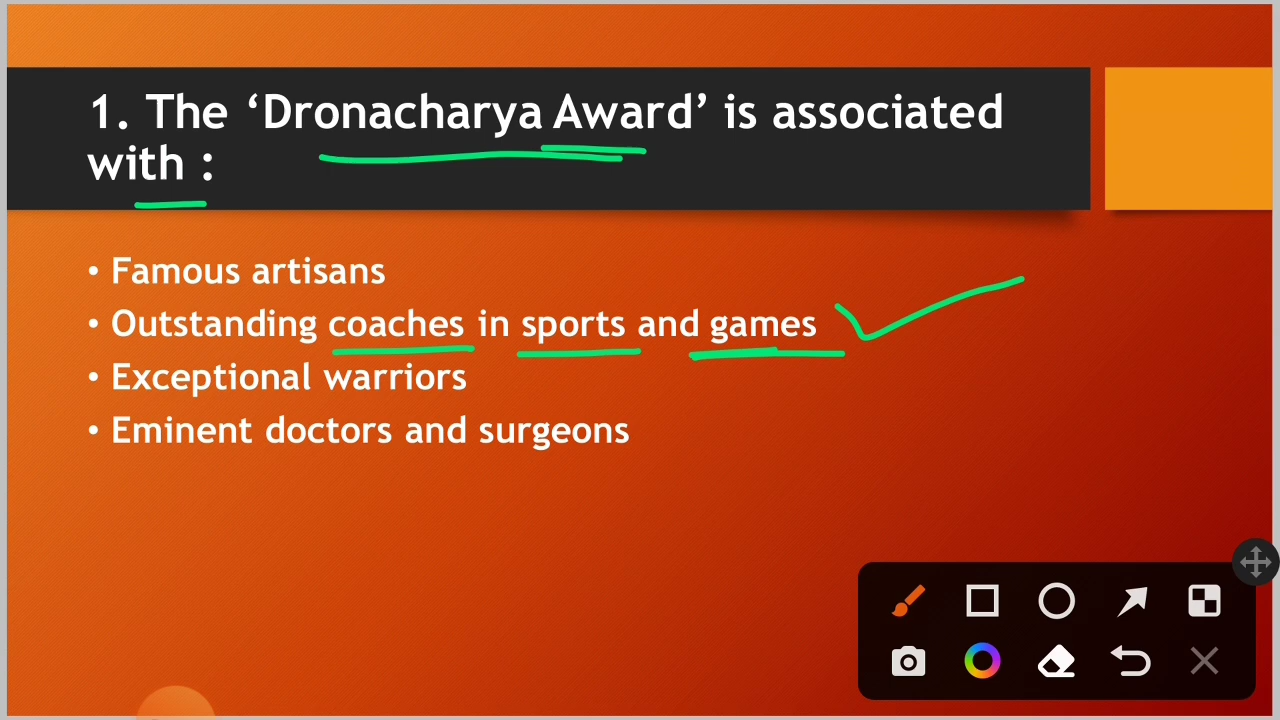 1. The ‘Dronacharya Award’ is associated
with :
• Famous artisans
• Outstanding coaches in sports and games
• Exceptional warriors
• Eminent doctors and surgeons